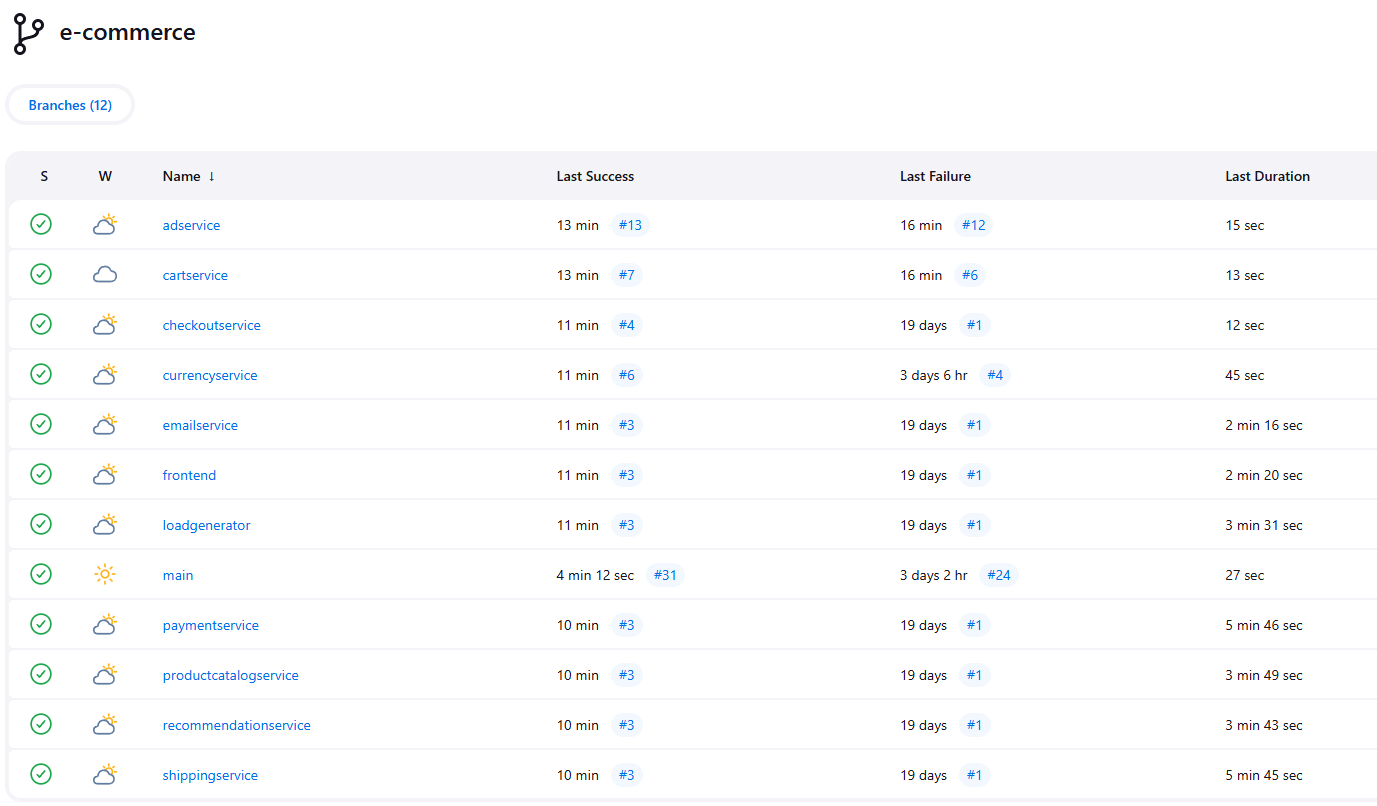 e-commerce
Branches (12)
S W Name ↓ Last Success Last Failure Last Duration
adservice 13 min #13 16 min #12 15 sec
cartservice 13 min #7 16 min #6 13 sec
checkoutservice 11 min #4 19 days #1 12 sec
currencyservice 11 min #6 3 days 6 hr #4 45 sec
emailservice 11 min #3 19 days #1 2 min 16 sec
frontend 11 min #3 19 days #1 2 min 20 sec
loadgenerator 11 min #3 19 days #1 3 min 31 sec
main 4 min 12 sec #31 3 days 2 hr #24 27 sec
paymentservice 10 min #3 19 days #1 5 min 46 sec
productcatalogservice 10 min #3 19 days #1 3 min 49 sec
recommendationservice 10 min #3 19 days #1 3 min 43 sec
shippingservice 10 min #3 19 days #1 5 min 45 sec